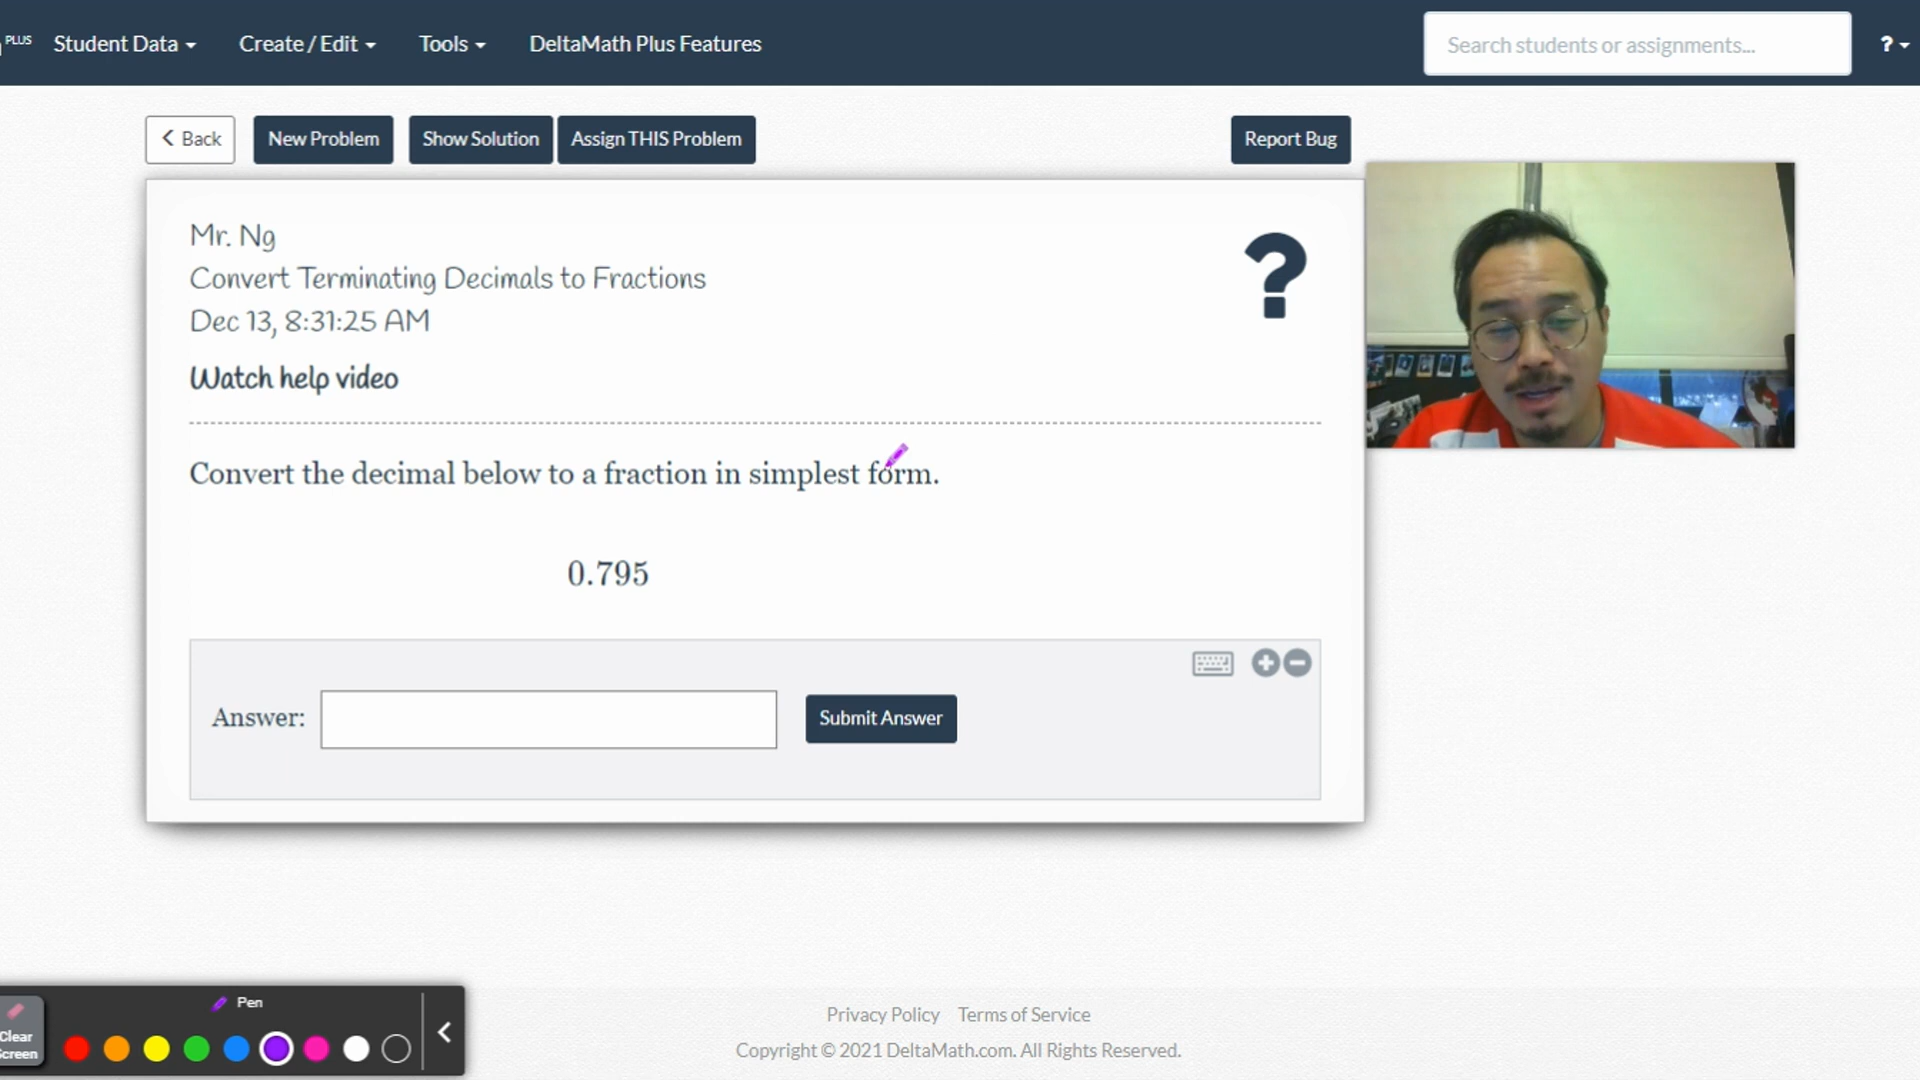 PLUS Student Data Create / Edit Tools DeltaMath Plus Features Search students or assignments... ?
Back New Problem Show Solution Assign THIS Problem Report Bug
Mr. Ng
Convert Terminating Decimals to Fractions
Dec 13, 8:31:25 AM
?
Watch help video
Convert the decimal below to a fraction in simplest form.
0.795
Answer: Submit Answer
Pen
Clear
Screen
Privacy Policy Terms of Service
Copyright © 2021 DeltaMath.com. All Rights Reserved.